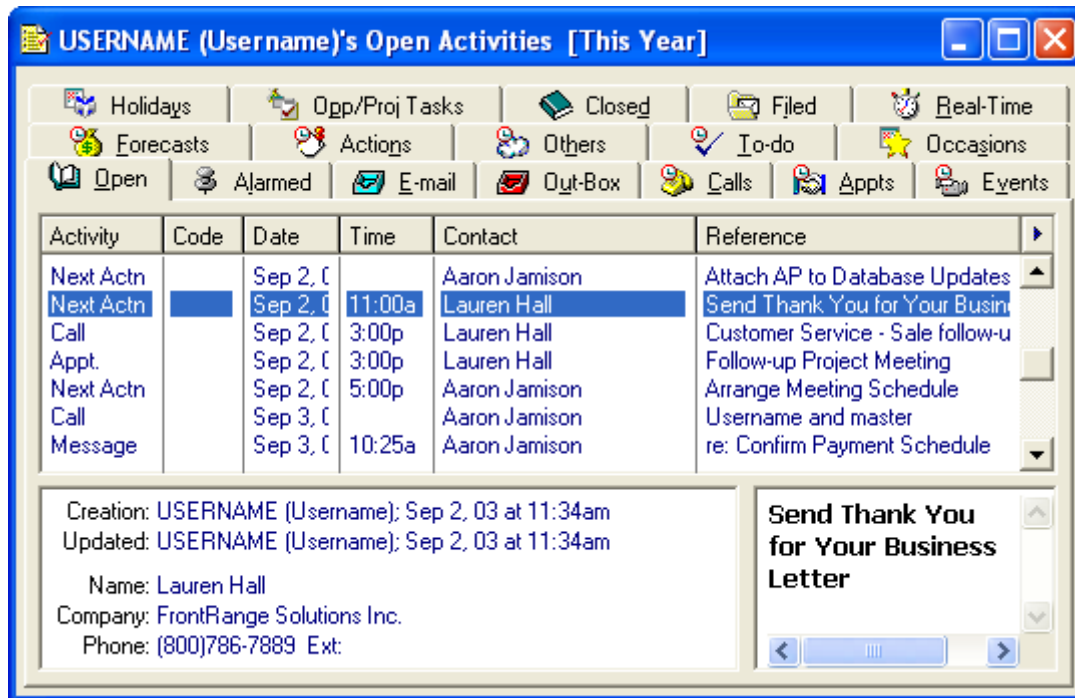 USERNAME (Username)'s Open Activities [This Year]
Holidays Opp/Proj Tasks Closed Filed Real-Time
Forecasts Actions Others To-do Occasions
Open Alarmed E-mail Out-Box Calls Appts Events
Activity Code Date Time Contact Reference
Next Actn Sep 2, Aaron Jamison Attach AP to Database Updates
Next Actn Sep 2, 11:00a Lauren Hall Send Thank You for Your Busin
Call Sep 2, 3:00p Lauren Hall Customer Service - Sale follow-u
Appt. Sep 2, 3:00p Lauren Hall Follow-up Project Meeting
Next Actn Sep 2, 5:00p Aaron Jamison Arrange Meeting Schedule
Call Sep 3, Aaron Jamison Username and master
Message Sep 3, 10:25a Aaron Jamison re: Confirm Payment Schedule
Creation: USERNAME (Username); Sep 2, 03 at 11:34am
Updated: USERNAME (Username); Sep 2, 03 at 11:34am
Name: Lauren Hall
Company: FrontRange Solutions Inc.
Phone: (800)786-7889 Ext:
Send Thank You
for Your Business
Letter